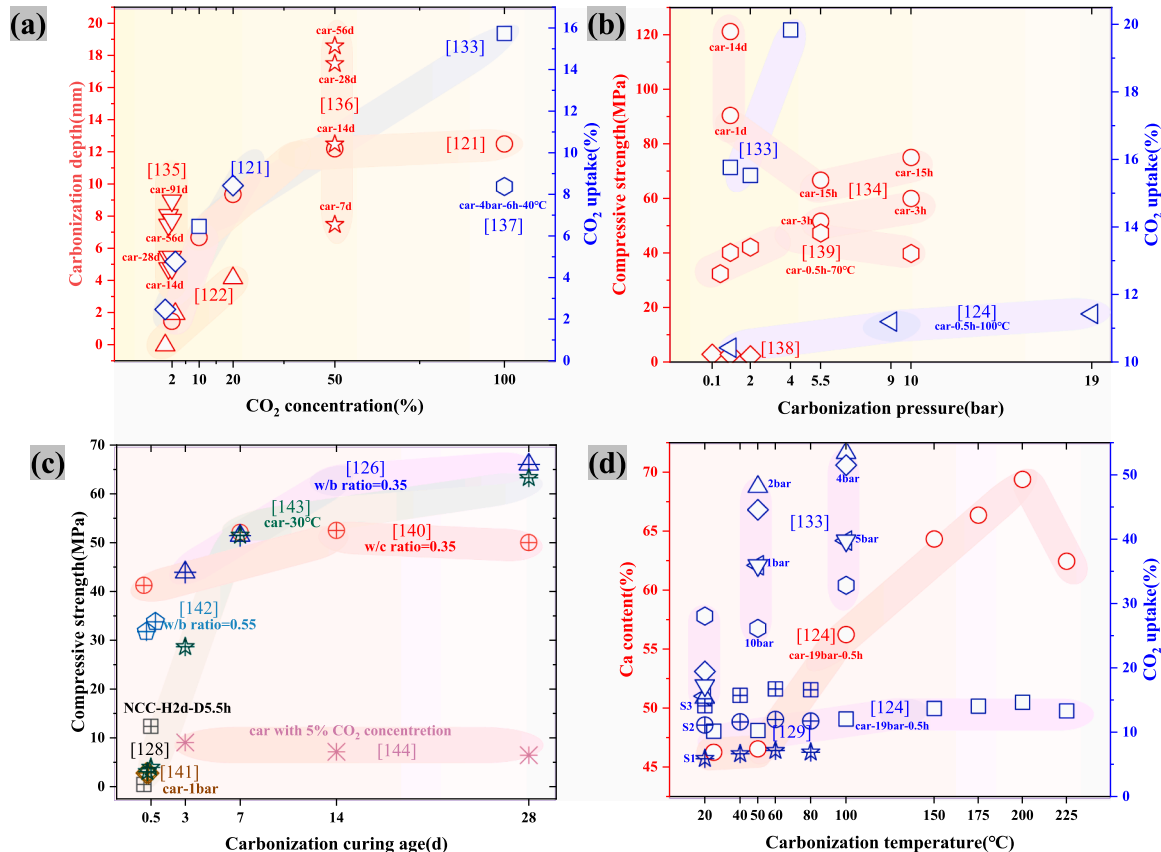 (a)
Carbonization depth(mm)
20
18
16
14
12
10
8
6
4
2
0
car-56d
car-28d
[136]
car-14d
car-7d
[133]
[121]
[135]
car-91d
[121]
car-56d
car-28d
car-14d
[122]
car-4bar-6h-40℃
[137]
16
14
12
10
8
6
4
2
0
CO₂ uptake(%)
2 10 20 50 100
CO₂ concentration(%)
(b)
Compressive strength(MPa)
120
100
80
60
40
20
0
car-14d
car-1d
[133]
car-15h
car-15h
[134]
car-3h
car-3h
[139]
car-0.5h-70℃
[124]
car-0.5h-100℃
[138]
20
18
16
14
12
10
CO₂ uptake(%)
0.1 2 4 5.5 9 10 19
Carbonization pressure(bar)
(c)
Compressive strength(MPa)
70
60
50
40
30
20
10
0
[126]
w/b ratio=0.35
[143]
car-30℃
[140]
w/c ratio=0.35
[142]
w/b ratio=0.55
NCC-H2d-D5.5h
[128]
car with 5% CO₂ concretion
[144]
[141]
car-1bar
0.5 3 7 14 28
Carbonization curing age(d)
(d)
Ca content(%)
70
65
60
55
50
45
2bar
4bar
[133]
5bar
1bar
10bar
[124]
car-19bar-0.5h
S3
S2
S1
[129]
[124]
car-19bar-0.5h
50
40
30
20
10
0
CO₂ uptake(%)
20 40 50 60 80 100 150 175 200 225
Carbonization temperature(℃)